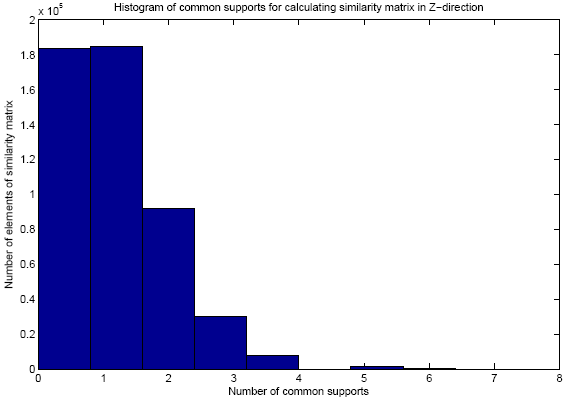 Histogram of common supports for calculating similarity matrix in Z−direction
x 10^5
2
1.8
1.6
1.4
1.2
1
0.8
0.6
0.4
0.2
0
Number of elements of similarity matrix
0 1 2 3 4 5 6 7 8
Number of common supports